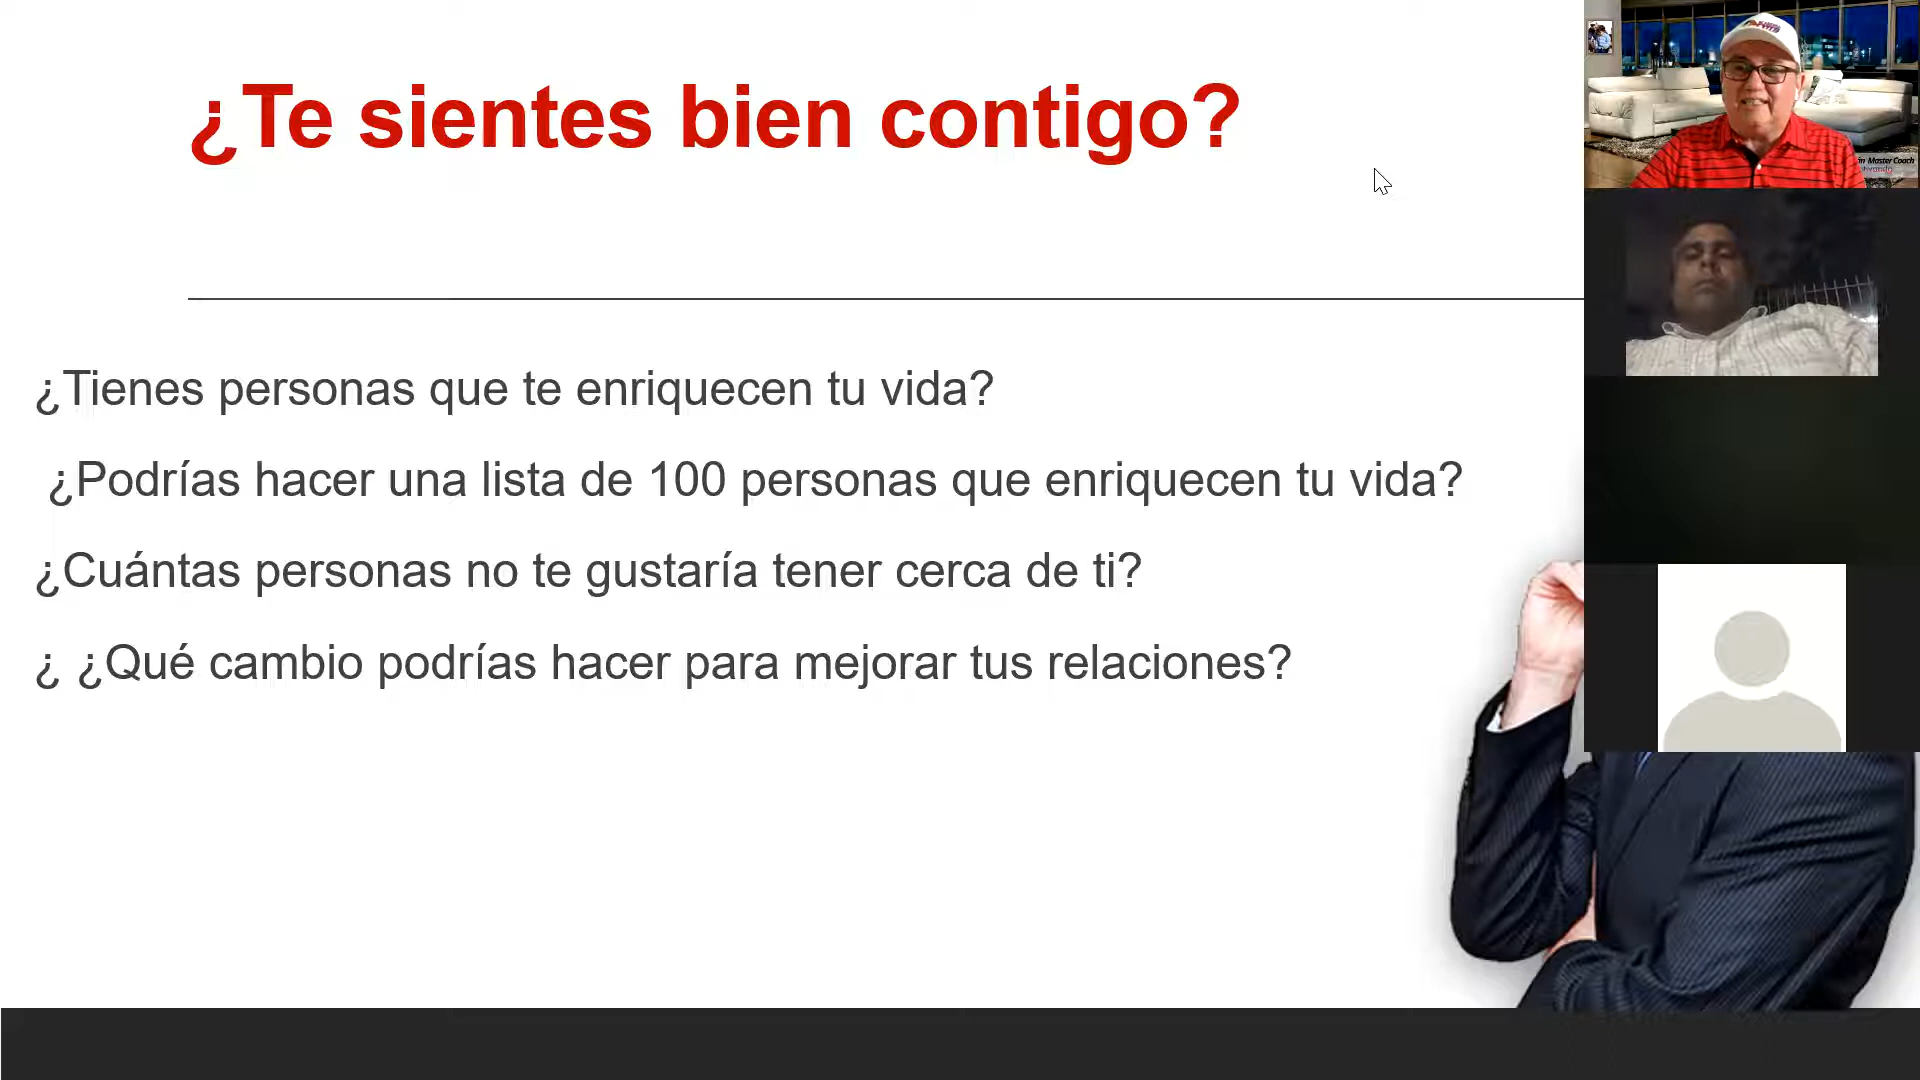 ¿Te sientes bien contigo?
¿Tienes personas que te enriquecen tu vida?
¿Podrías hacer una lista de 100 personas que enriquecen tu vida?
¿Cuántas personas no te gustaría tener cerca de ti?
¿ ¿Qué cambio podrías hacer para mejorar tus relaciones?
Master Coach